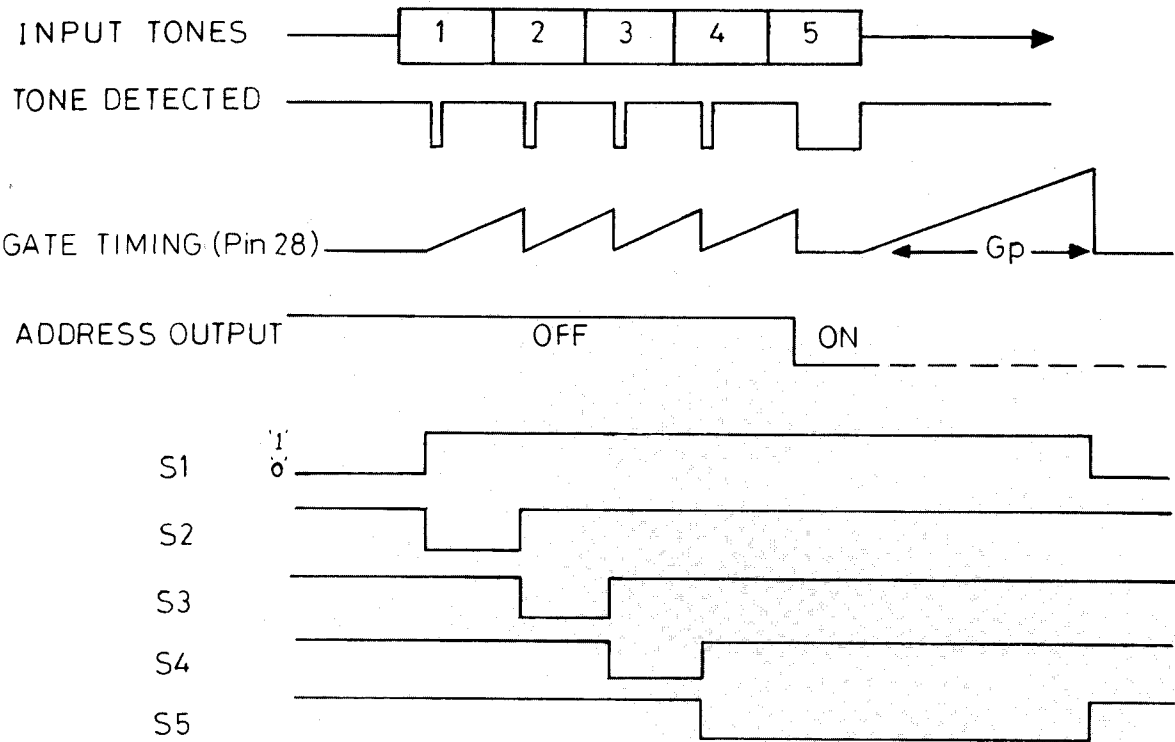 INPUT TONES 1 2 3 4 5
TONE DETECTED
GATE TIMING (Pin 28) Gp
ADDRESS OUTPUT OFF ON
'1'
S1 '0'
S2
S3
S4
S5